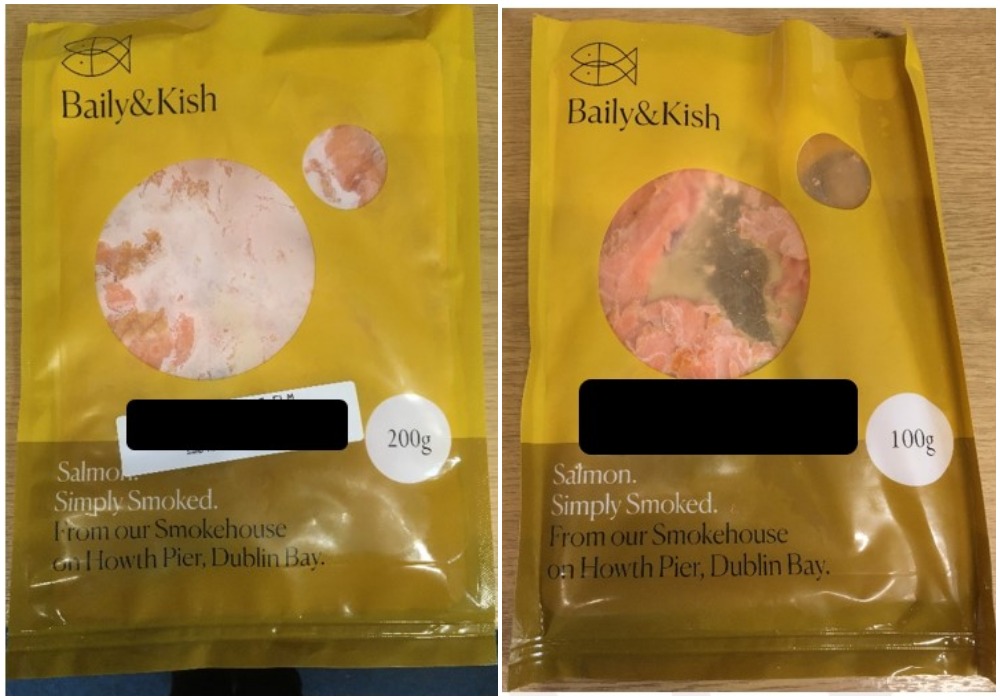 Baily&Kish
200g
Salmon.
Simply Smoked.
From our Smokehouse
on Howth Pier, Dublin Bay.
Baily&Kish
100g
Salmon.
Simply Smoked.
From our Smokehouse
on Howth Pier, Dublin Bay.